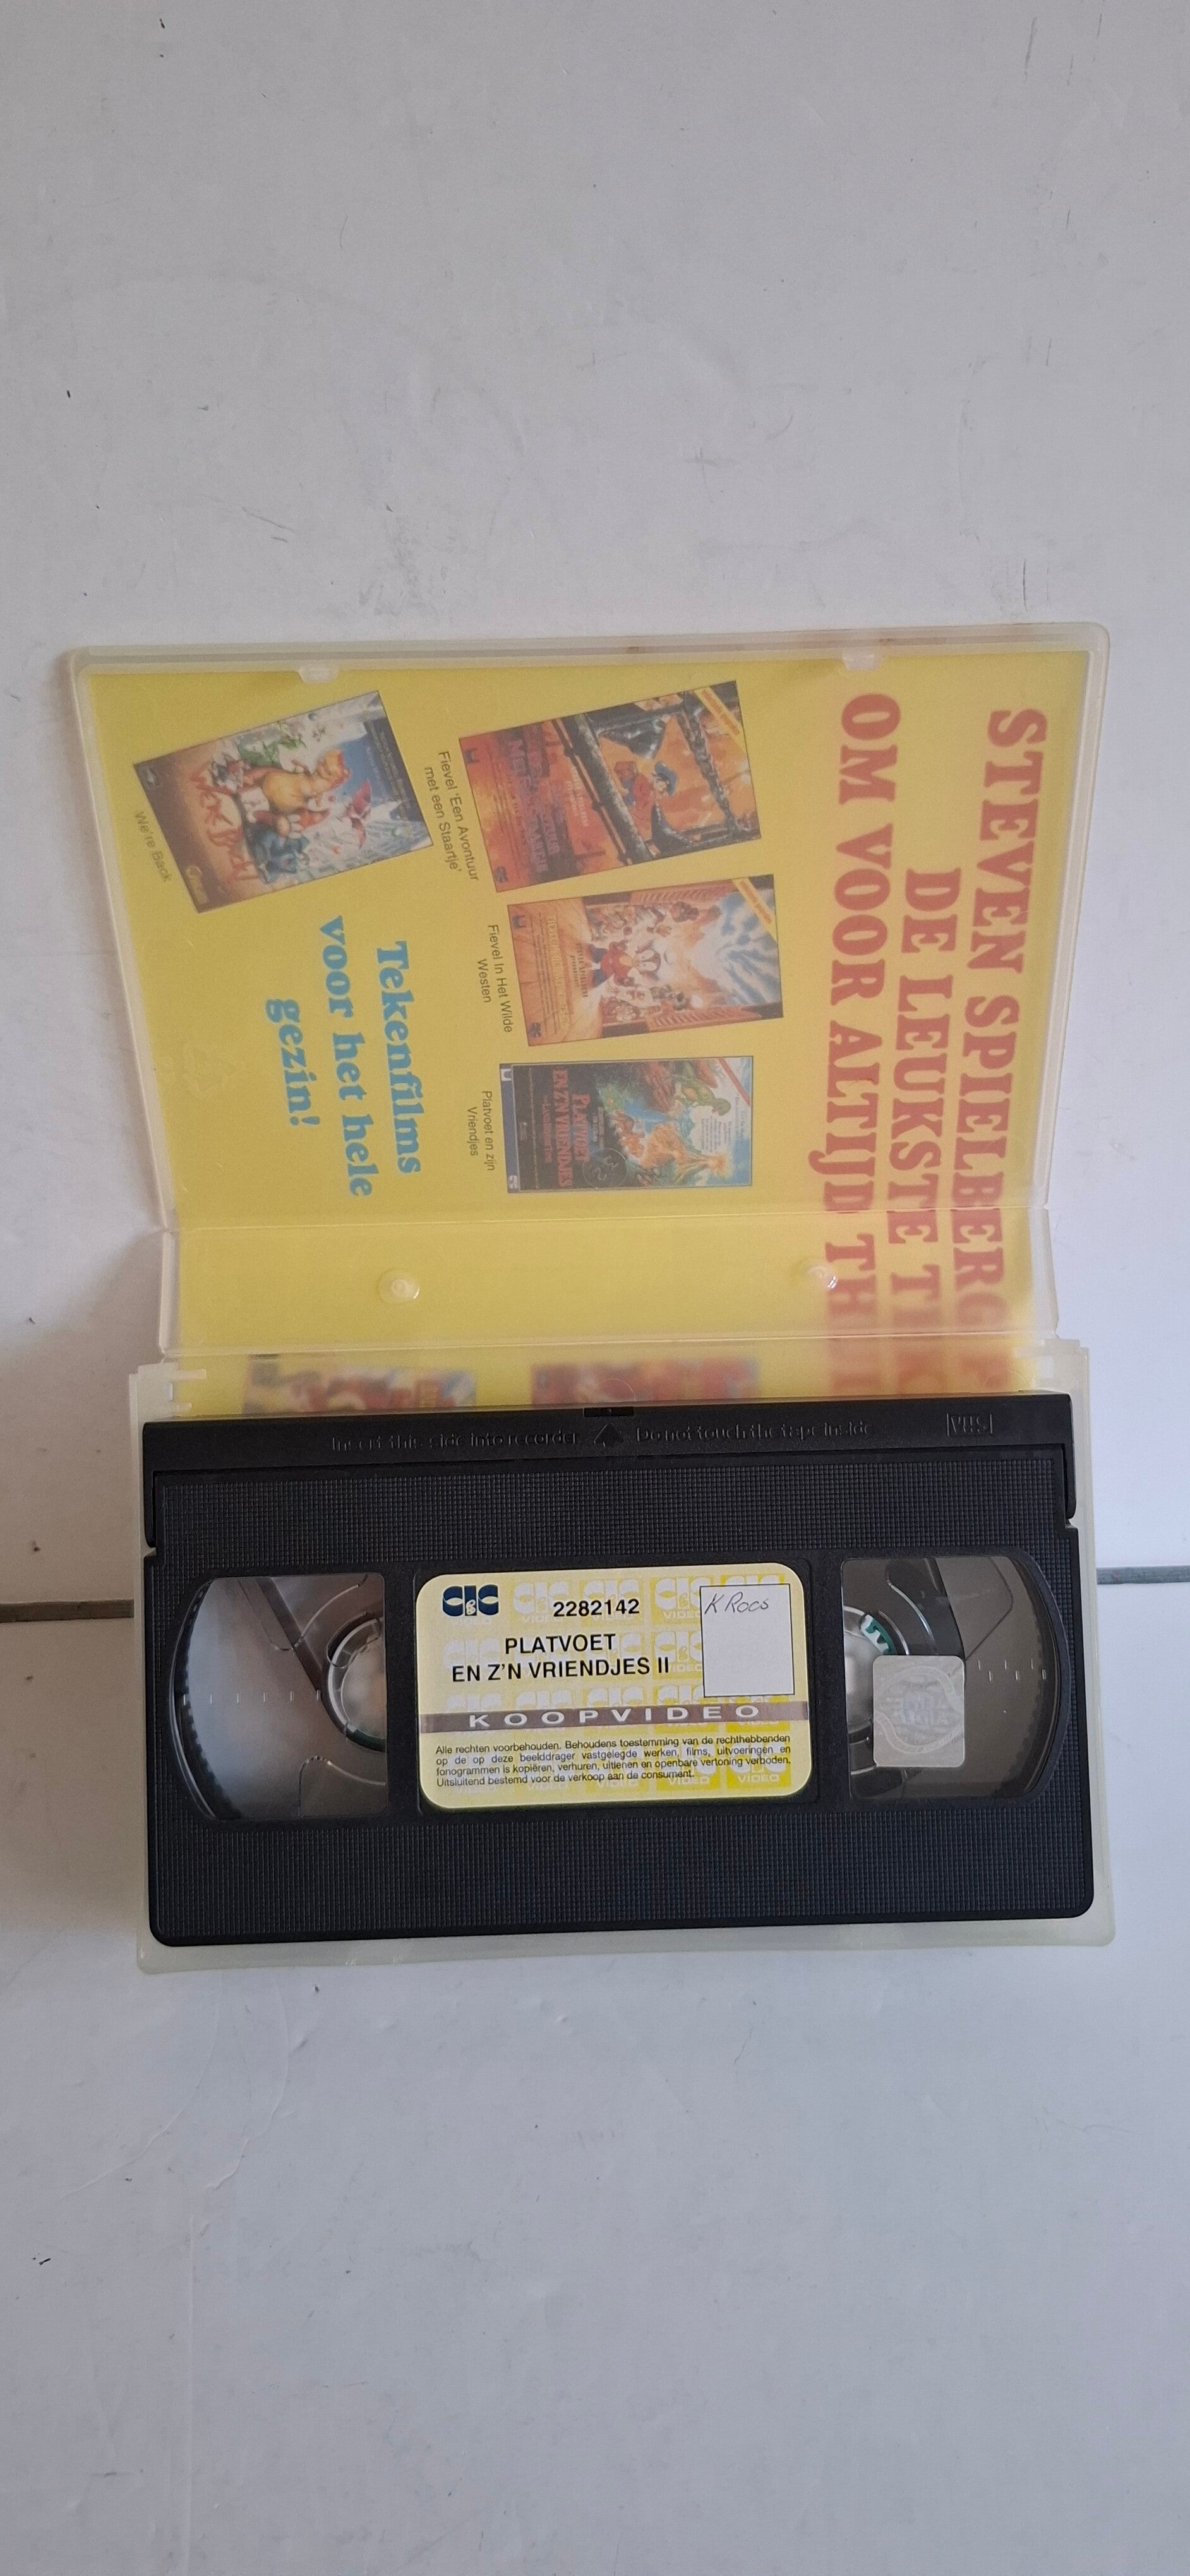 STEVEN SPIELBERG
DE LEUKSTE
OM VOOR ALTIJD
Fievel 'Een Avontuur
met een Staartje'
We're Back
Fievel In Het Wilde
Westen
Platvoet en zijn
Vriendjes
PLATVOET
EN Z'N VRIENDJES
Tekenfilms
voor het hele
gezin!
Insert this side into recorder Do not touch the tape inside VHS
CIC 2282142
K Roos
PLATVOET
EN Z'N VRIENDJES II
KOOPVIDEO
Alle rechten voorbehouden. Behoudens toestemming van de rechthebbenden
op de op deze beelddrager vastgelegde werken, films, uitvoeringen en
fonogrammen is kopiëren, verhuren, uitlenen en openbare vertoning verboden.
Uitsluitend bestemd voor de verkoop aan de consument.